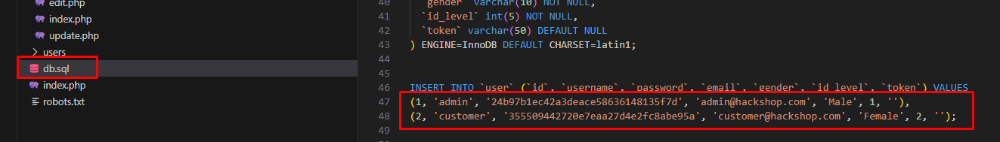 edit.php
index.php
update.php
users
db.sql
index.php
robots.txt
40 `gender` varchar(10) NOT NULL,
41 `id_level` int(5) NOT NULL,
42 `token` varchar(50) DEFAULT NULL
43 ) ENGINE=InnoDB DEFAULT CHARSET=latin1;
44
45
46 INSERT INTO `user` (`id`, `username`, `password`, `email`, `gender`, `id_level`, `token`) VALUES
47 (1, 'admin', '24b97b1ec42a3deace58636148135f7d', 'admin@hackshop.com', 'Male', 1, ''),
48 (2, 'customer', '355509442720e7eaa27d4e2fc8abe95a', 'customer@hackshop.com', 'Female', 2, '');
49